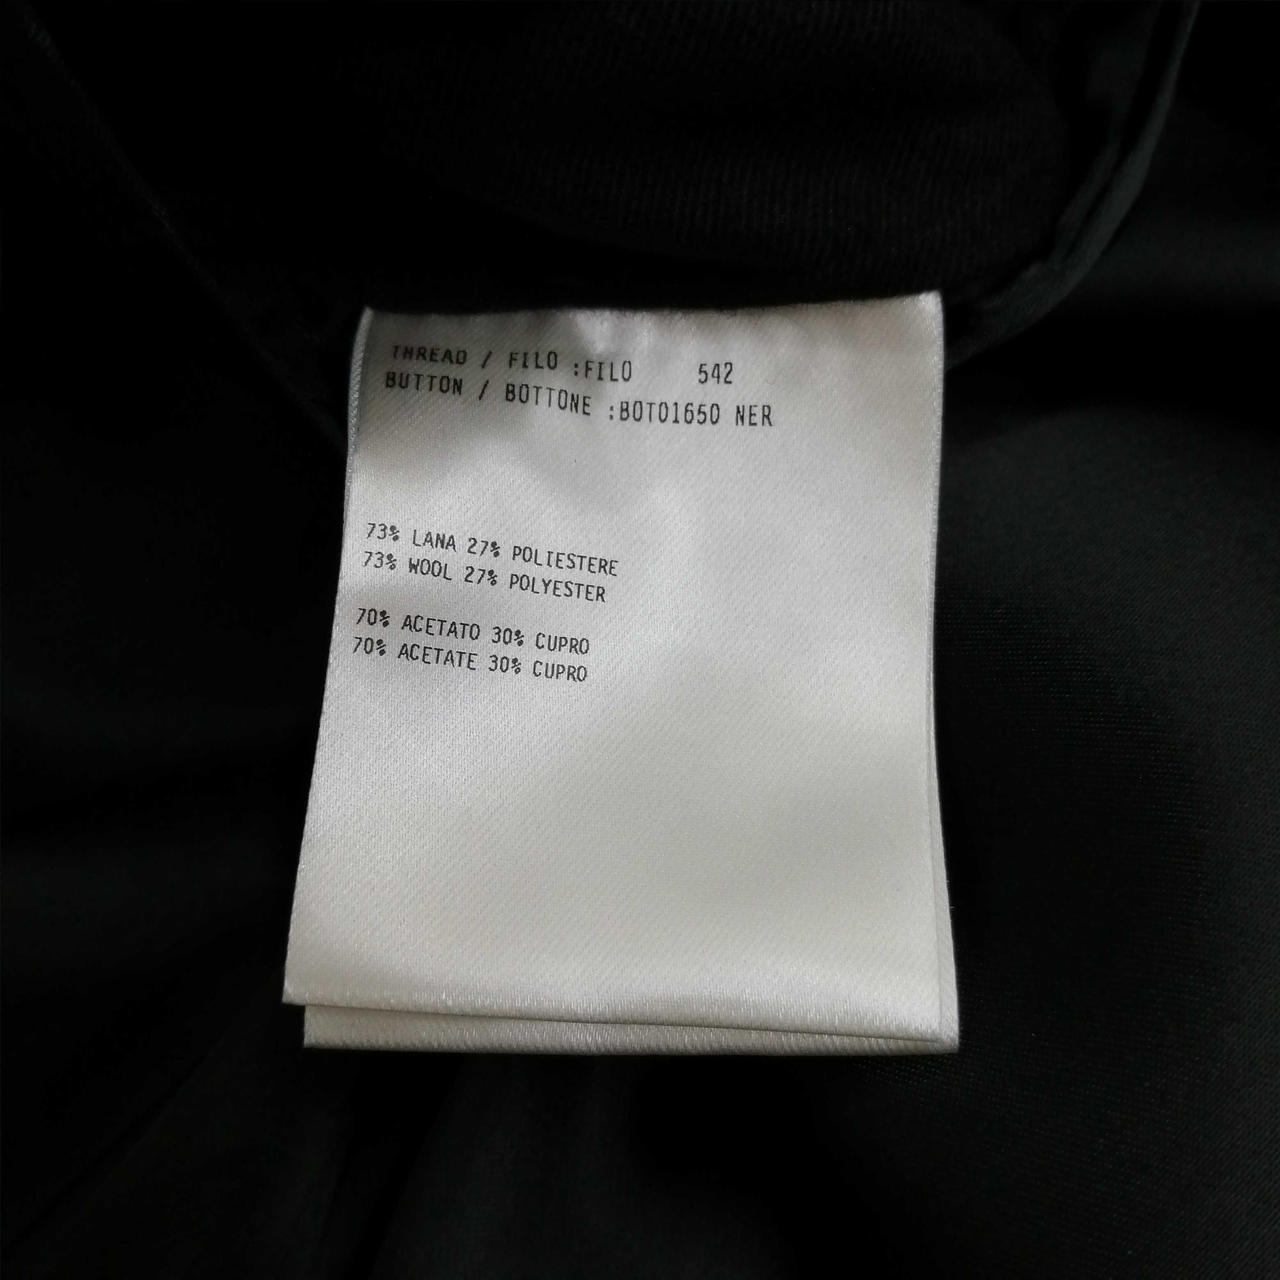 THREAD / FILO :FILO 542
BUTTON / BOTTONE :BOTO1650 NER
73% LANA 27% POLIESTERE
73% WOOL 27% POLYESTER
70% ACETATO 30% CUPRO
70% ACETATE 30% CUPRO